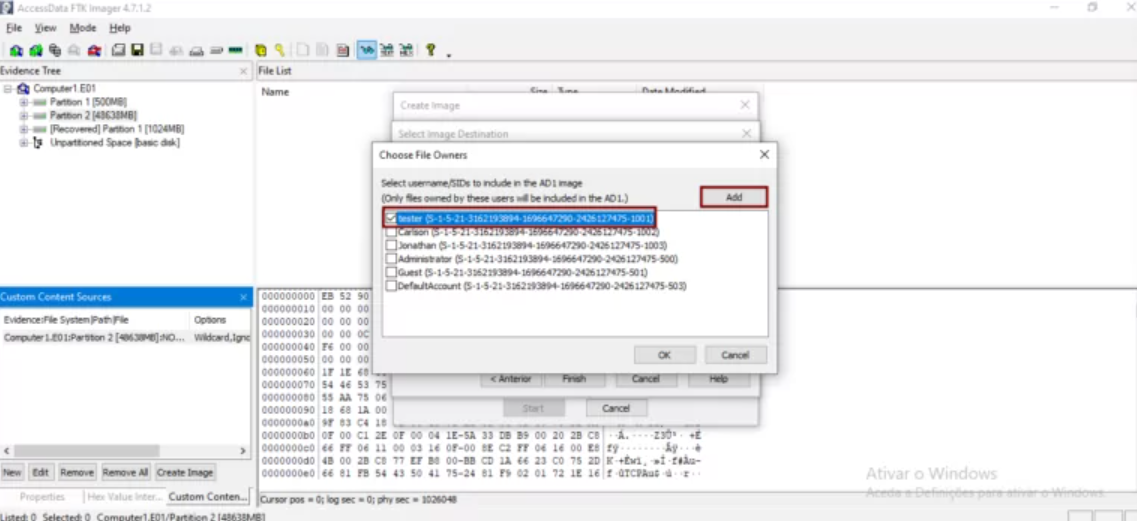 AccessData FTK Imager 4.7.1.2
File View Mode Help
Evidence Tree
File List
Computer1.E01
Partition 1 [500MB]
Partition 2 [48638MB]
[Recovered] Partition 1 [1024MB]
Unpartitioned Space [basic disk]
Name Size Type Date Modified
Create Image
Select Image Destination
Choose File Owners
Select username/SIDs to include in the AD1 image
(Only files owned by these users will be included in the AD1.)
Add
tester (S-1-5-21-3162193894-1696647290-2426127475-1001)
Carlson (S-1-5-21-3162193894-1696647290-2426127475-1002)
Jonathan (S-1-5-21-3162193894-1696647290-2426127475-1003)
Administrator (S-1-5-21-3162193894-1696647290-2426127475-500)
Guest (S-1-5-21-3162193894-1696647290-2426127475-501)
DefaultAccount (S-1-5-21-3162193894-1696647290-2426127475-503)
OK Cancel
< Anterior Finish Cancel Help
Start Cancel
Custom Content Sources
Evidence:File System|Path|File Options
Computer1.E01:Partition 2 [48638MB]:NO... Wildcard,Igno
New Edit Remove Remove All Create Image
Properties Hex Value Inter... Custom Conten...
000000000 EB 52 90
000000010 00 00 00
000000020 00 00 00
000000030 00 00 0C
000000040 F6 00 00
000000050 00 00 00
000000060 1F 1E 68
000000070 54 46 53 75
000000080 55 AA 75 06
000000090 18 68 1A 00
0000000a0 9F 83 C4 18
0000000b0 0F 00 C1 2E 0F 00 04 1E-5A 33 DB B9 00 20 2B C8
0000000c0 66 FF 06 11 00 03 16 0F-00 8E C2 FF 06 16 00 E8
0000000d0 4B 00 2B C8 77 EF B8 00-BB CD 1A 66 23 C0 75 2D
0000000e0 66 81 FB 54 43 50 41 75-24 81 F9 02 01 72 1E 16
Cursor pos = 0; log sec = 0; phy sec = 1026048
Ativar o Windows
Aceda a Definições para ativar o Windows.
Listed: 0 Selected: 0 Computer1.E01/Partition 2 [48638MB]